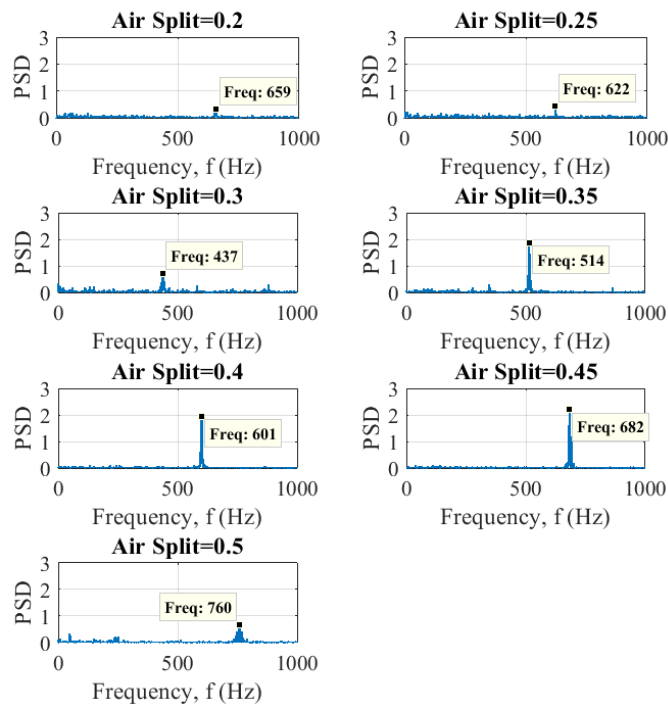 Air Split=0.2
3
2
1
0
PSD
Freq: 659
0
500
1000
Frequency, f (Hz)
Air Split=0.25
3
2
1
0
PSD
Freq: 622
0
500
1000
Frequency, f (Hz)
Air Split=0.3
3
2
1
0
PSD
Freq: 437
0
500
1000
Frequency, f (Hz)
Air Split=0.35
3
2
1
0
PSD
Freq: 514
0
500
1000
Frequency, f (Hz)
Air Split=0.4
3
2
1
0
PSD
Freq: 601
0
500
1000
Frequency, f (Hz)
Air Split=0.45
3
2
1
0
PSD
Freq: 682
0
500
1000
Frequency, f (Hz)
Air Split=0.5
3
2
1
0
PSD
Freq: 760
0
500
1000
Frequency, f (Hz)